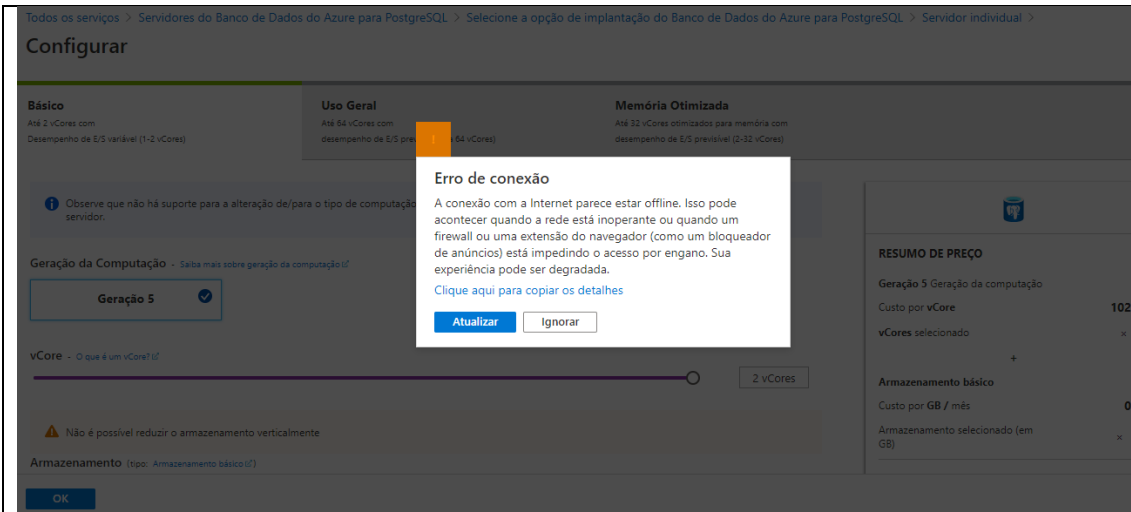 Todos os serviços > Servidores do Banco de Dados do Azure para PostgreSQL > Selecione a opção de implantação do Banco de Dados do Azure para PostgreSQL > Servidor individual >
Configurar
Básico
Até 2 vCores com
Desempenho de E/S variável (1-2 vCores)
Uso Geral
Até 64 vCores com
desempenho de E/S 64 vCores)
Memória Otimizada
Até 32 vCores otimizados para memória com
desempenho de E/S previsível (2-32 vCores)
!
Erro de conexão
A conexão com a Internet parece estar offline. Isso pode
acontecer quando a rede está inoperante ou quando um
firewall ou uma extensão do navegador (como um bloqueador
de anúncios) está impedindo o acesso por engano. Sua
experiência pode ser degradada.
Clique aqui para copiar os detalhes
Atualizar Ignorar
Observe que não há suporte para a alteração de/para o tipo de computação
servidor.
Geração da Computação - Saiba mais sobre geração da computação
Geração 5
vCore - O que é um vCore?
2 vCores
Não é possível reduzir o armazenamento verticalmente
Armazenamento (tipo: Armazenamento básico)
OK
RESUMO DE PREÇO
Geração 5 Geração da computação
Custo por vCore 102
vCores selecionado ×
+
Armazenamento básico
Custo por GB / mês 0
Armazenamento selecionado (em
GB) ×